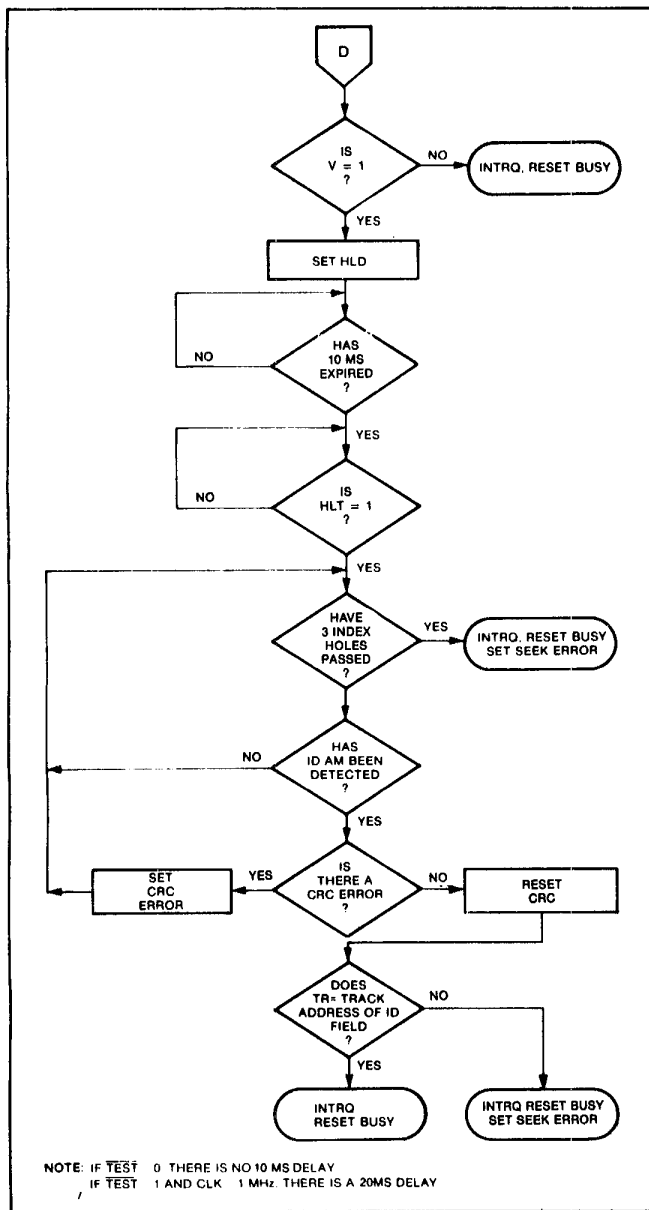 D
IS
V = 1
?
NO
INTRQ, RESET BUSY
YES
SET HLD
HAS
10 MS
EXPIRED
?
NO
YES
IS
HLT = 1
?
NO
YES
HAVE
3 INDEX
HOLES
PASSED
?
YES
INTRQ, RESET BUSY
SET SEEK ERROR
HAS
ID AM BEEN
DETECTED
?
NO
YES
IS
THERE A
CRC ERROR
?
YES
SET
CRC
ERROR
NO
RESET
CRC
DOES
TR= TRACK
ADDRESS OF ID
FIELD
?
NO
YES
INTRQ
RESET BUSY
INTRQ RESET BUSY
SET SEEK ERROR
NOTE: IF TEST 0 THERE IS NO 10 MS DELAY
IF TEST 1 AND CLK 1 MHz. THERE IS A 20MS DELAY